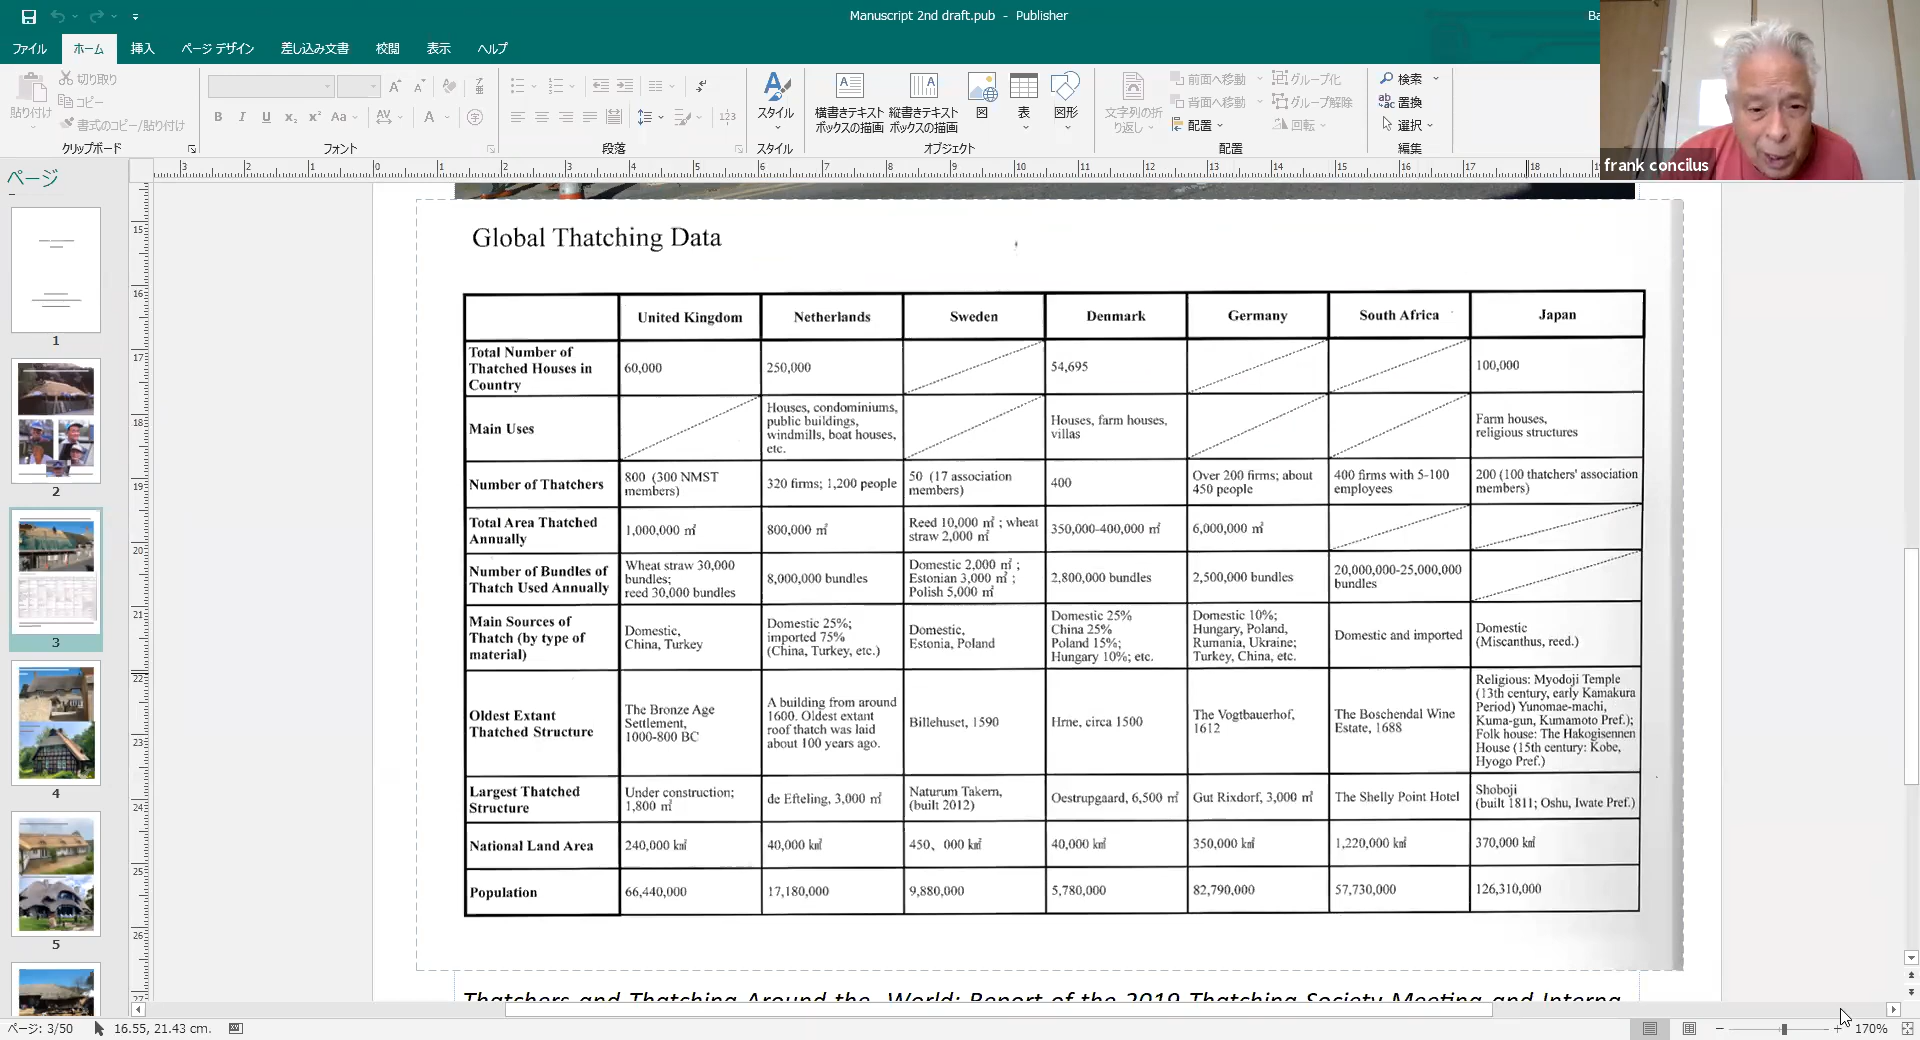 Manuscript 2nd draft.pub - Publisher
Ba
ファイル
ホーム
挿入
ページ デザイン
差し込み文書
校閲
表示
ヘルプ
貼り付け
切り取り
コピー
書式のコピー/貼り付け
クリップボード
フォント
段落
スタイル
スタイル
横書きテキスト
ボックスの描画
縦書きテキスト
ボックスの描画
図
表
図形
オブジェクト
文字列の折
り返し
前面へ移動
背面へ移動
配置
グループ化
グループ解除
回転
配置
検索
置換
選択
編集
frank concilus
ページ
1
2
3
4
5
Global Thatching Data
United Kingdom
Netherlands
Sweden
Denmark
Germany
South Africa
Japan
Total Number of
Thatched Houses in
Country
60,000
250,000
54,695
100,000
Main Uses
Houses, condominiums,
public buildings,
windmills, boat houses,
etc.
Houses, farm houses,
villas
Farm houses,
religious structures
Number of Thatchers
800 (300 NMST
members)
320 firms; 1,200 people
50 (17 association
members)
400
Over 200 firms; about
450 people
400 firms with 5-100
employees
200 (100 thatchers' association
members)
Total Area Thatched
Annually
1,000,000 ㎡
800,000 ㎡
Reed 10,000 ㎡ ; wheat
straw 2,000 ㎡
350,000-400,000 ㎡
6,000,000 ㎡
Number of Bundles of
Thatch Used Annually
Wheat straw 30,000
bundles;
reed 30,000 bundles
8,000,000 bundles
Domestic 2,000 ㎡ ;
Estonian 3,000 ㎡ ;
Polish 5,000 ㎡
2,800,000 bundles
2,500,000 bundles
20,000,000-25,000,000
bundles
Main Sources of
Thatch (by type of
material)
Domestic,
China, Turkey
Domestic 25%;
imported 75%
(China, Turkey, etc.)
Domestic,
Estonia, Poland
Domestic 25%
China 25%
Poland 15%;
Hungary 10%; etc.
Domestic 10%;
Hungary, Poland,
Rumania, Ukraine;
Turkey, China, etc.
Domestic and imported
Domestic
(Miscanthus, reed.)
Oldest Extant
Thatched Structure
The Bronze Age
Settlement,
1000-800 BC
A building from around
1600. Oldest extant
roof thatch was laid
about 100 years ago.
Billehuset, 1590
Hrne, circa 1500
The Vogtbauerhof,
1612
The Boschendal Wine
Estate, 1688
Religious: Myodoji Temple
(13th century, early Kamakura
Period) Yunomae-machi,
Kuma-gun, Kumamoto Pref.);
Folk house: The Hakogisennen
House (15th century: Kobe,
Hyogo Pref.)
Largest Thatched
Structure
Under construction;
1,800 ㎡
de Efteling, 3,000 ㎡
Naturum Takern,
(built 2012)
Oestrupgaard, 6,500 ㎡
Gut Rixdorf, 3,000 ㎡
The Shelly Point Hotel
Shoboji
(built 1811; Oshu, Iwate Pref.)
National Land Area
240,000 ㎢
40,000 ㎢
450、000 ㎢
40,000 ㎢
350,000 ㎢
1,220,000 ㎢
370,000 ㎢
Population
66,440,000
17,180,000
9,880,000
5,780,000
82,790,000
57,730,000
126,310,000
Thatchers and Thatching Around the World: Report of the 2019 Thatching Society Meeting and Interna
ページ: 3/50
16.55, 21.43 cm.
170%